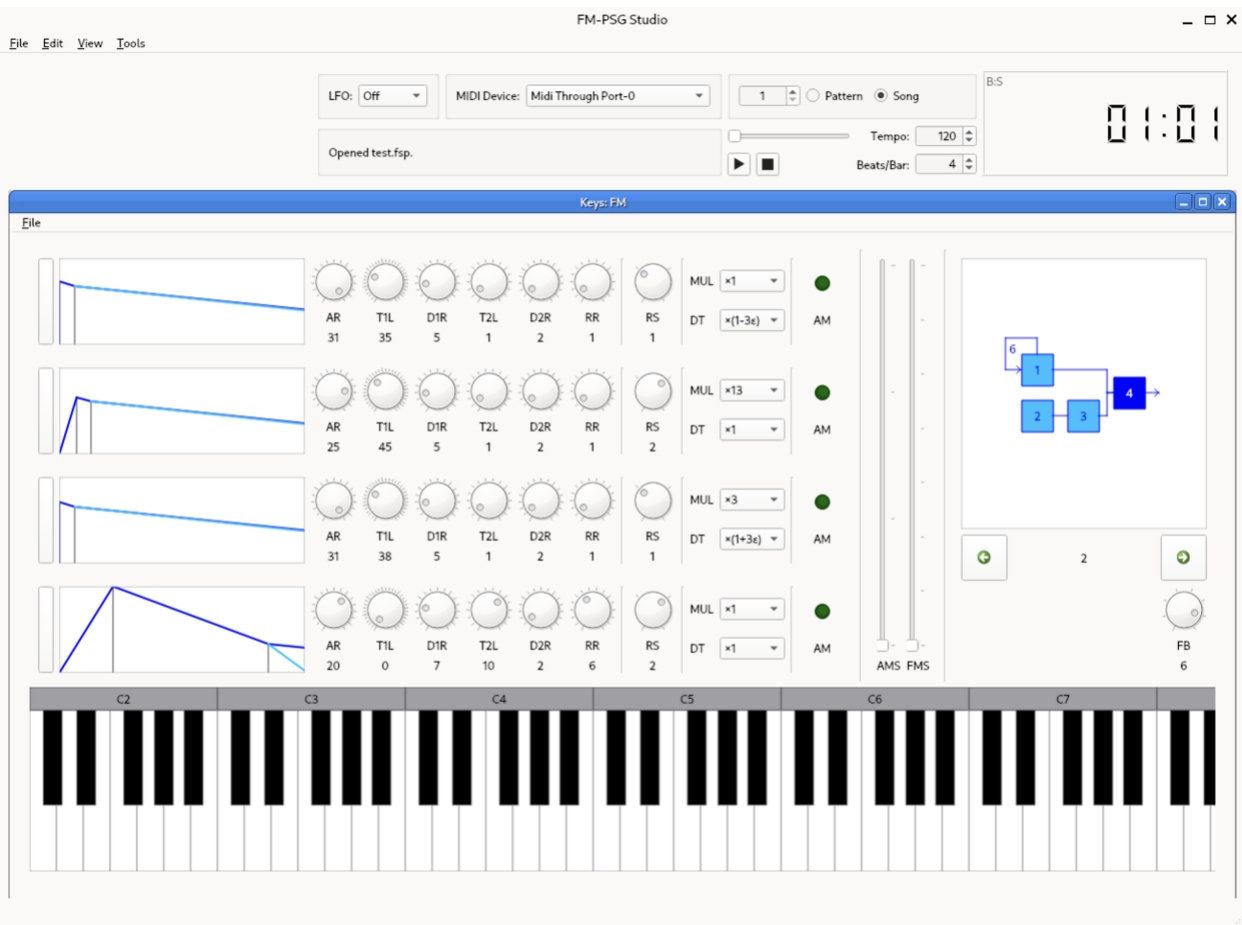 FM-PSG Studio
File Edit View Tools
LFO: Off MIDI Device: Midi Through Port-0 1 Pattern Song B:S
01:01
Tempo: 120
Opened test.fsp.
Beats/Bar: 4
Keys: FM
File
MUL ×1
AR T1L D1R T2L D2R RR RS DT ×(1-3ε) AM
31 35 5 1 2 1 1
6
1
4
MUL ×13
2 3
AR T1L D1R T2L D2R RR RS DT ×1 AM
25 45 5 1 2 1 2
MUL ×3
AR T1L D1R T2L D2R RR RS DT ×(1+3ε) AM
31 38 5 1 2 1 1
2
MUL ×1
AR T1L D1R T2L D2R RR RS DT ×1 AM FB
20 0 7 10 2 6 2 AMS FMS 6
C2 C3 C4 C5 C6 C7